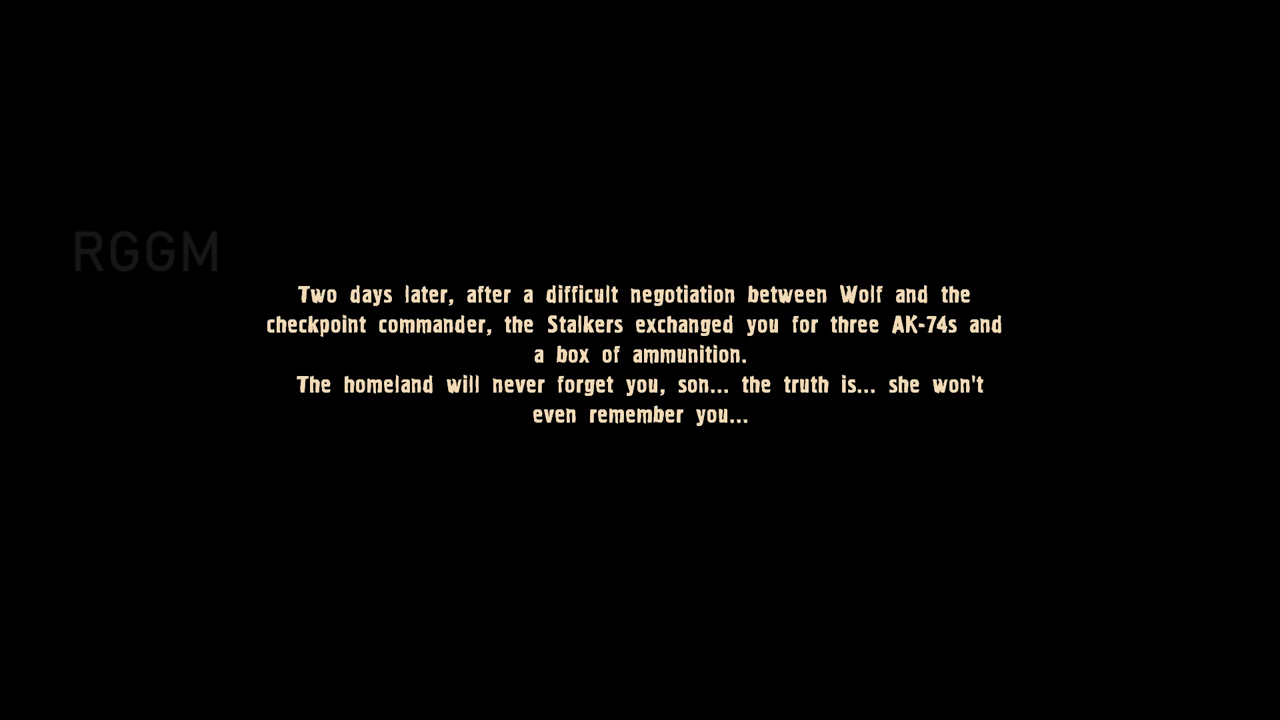 RGGM
Two days later, after a difficult negotiation between Wolf and the
checkpoint commander, the Stalkers exchanged you for three AK-74s and
a box of ammunition.
The homeland will never forget you, son... the truth is... she won't
even remember you...